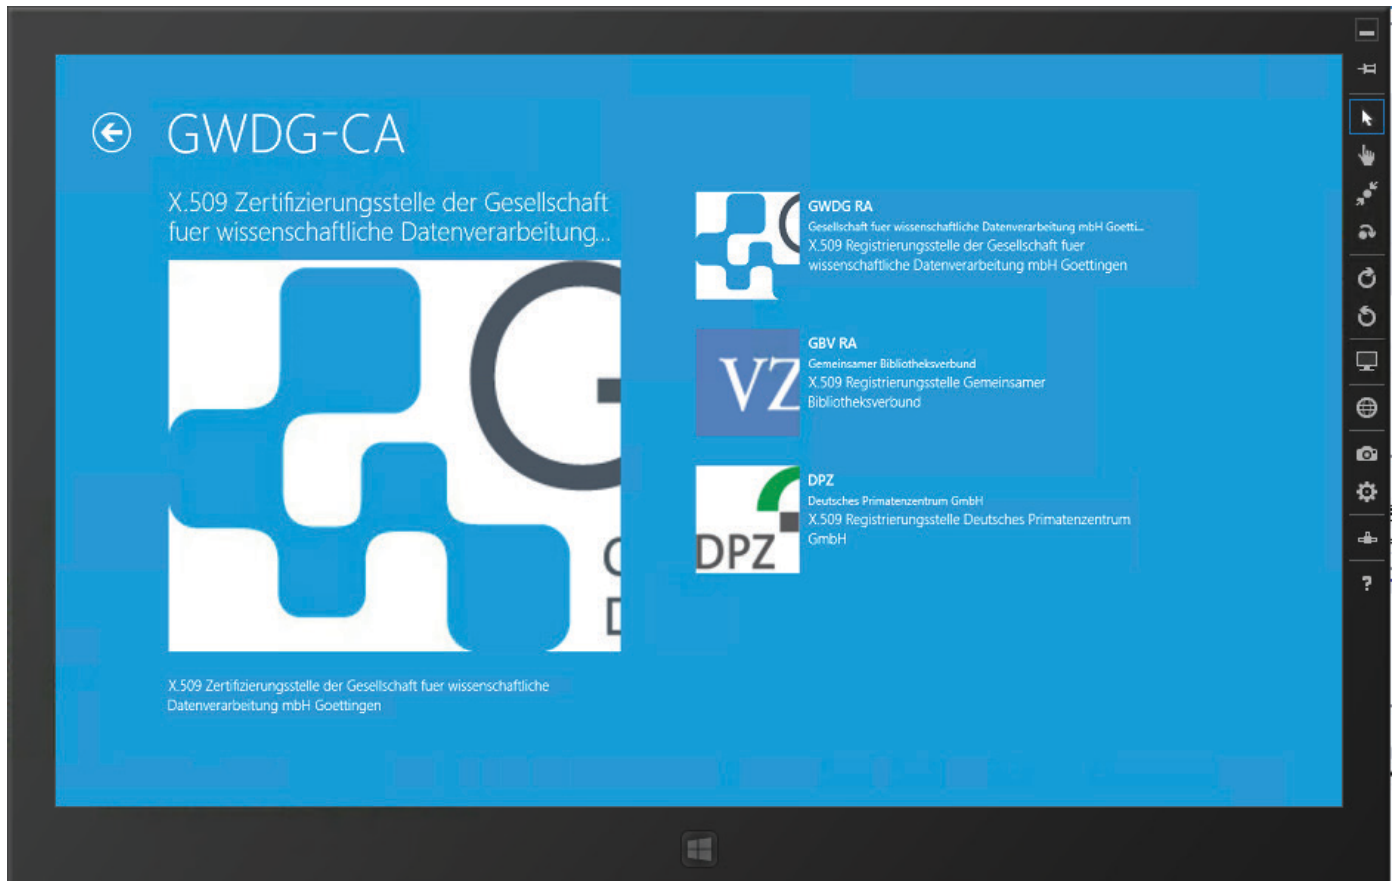 GWDG-CA
X.509 Zertifizierungsstelle der Gesellschaft
fuer wissenschaftliche Datenverarbeitung...
X.509 Zertifizierungsstelle der Gesellschaft fuer wissenschaftliche
Datenverarbeitung mbH Goettingen
GWDG RA
Gesellschaft fuer wissenschaftliche Datenverarbeitung mbH Goetti...
X.509 Registrierungsstelle der Gesellschaft fuer
wissenschaftliche Datenverarbeitung mbH Goettingen
VZ
GBV RA
Gemeinsamer Bibliotheksverbund
X.509 Registrierungsstelle Gemeinsamer
Bibliotheksverbund
DPZ
DPZ
Deutsches Primatenzentrum GmbH
X.509 Registrierungsstelle Deutsches Primatenzentrum
GmbH
?